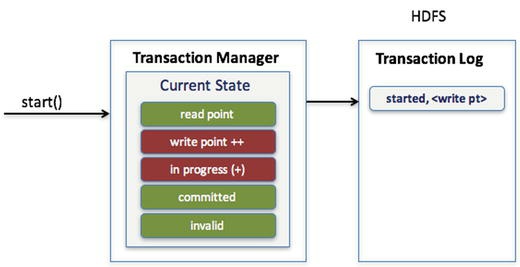 HDFS
Transaction Manager
Transaction Log
Current State
start()
read point
write point ++
in progress (+)
committed
invalid
started, <write pt>